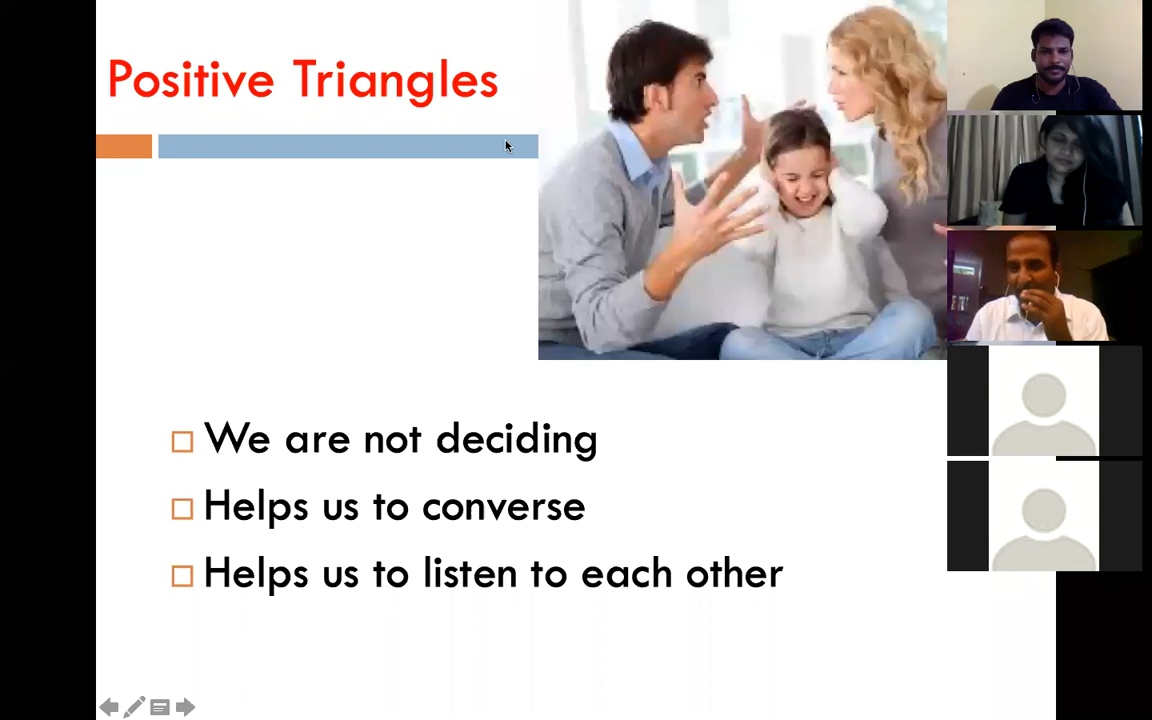 Positive Triangles
We are not deciding
Helps us to converse
Helps us to listen to each other